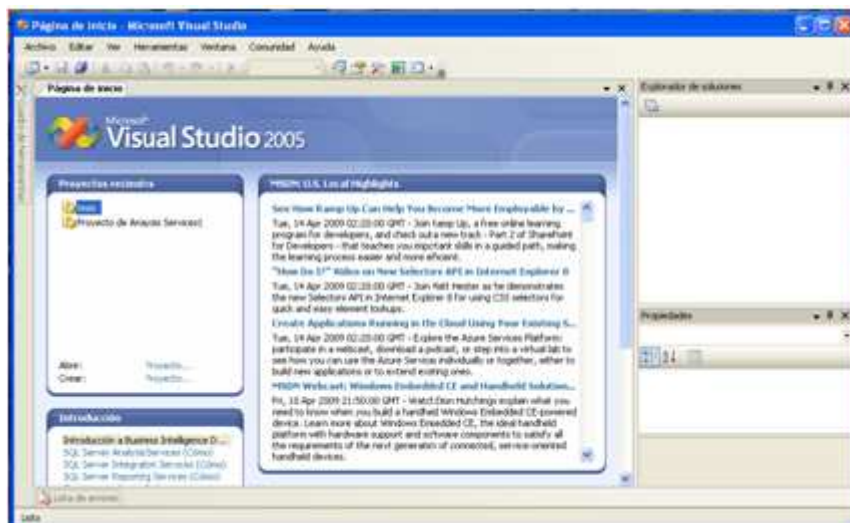 Página de inicio - Microsoft Visual Studio
Archivo Editar Ver Herramientas Ventana Comunidad Ayuda
Página de inicio
Explorador de soluciones
Microsoft
Visual Studio 2005
Proyectos recientes
MSDN: U.S. Local Highlights
Proyecto de Analysis Services1
See How Ramp Up Can Help You Become More Employable by ...
Tue, 14 Apr 2009 02:20:00 GMT - Join Ramp Up, a free online learning
program for developers, and check out a new track - Part 2 of SharePoint
for Developers - that teaches you important skills in a guided path, making
the learning process easier and more efficient.
"How Do I?" Video on New Selectors API in Internet Explorer 8
Tue, 14 Apr 2009 02:20:00 GMT - Join Matt Hester as he demonstrates
the new Selectors API in Internet Explorer 8 for using CSS selectors for
quick and easy element lookups.
Create Applications Running in the Cloud Using Your Existing S...
Tue, 14 Apr 2009 02:20:00 GMT - Explore the Azure Services Platform:
participate in a webcast, download a podcast, or step into a virtual lab to
see how you can use the Azure Services individually or together, either to
build new applications or to extend existing ones.
MSDN Webcast: Windows Embedded CE and Handheld Solution...
Fri, 10 Apr 2009 21:50:00 GMT - Watch Dion Hutchings explain what you
need to know when you build a handheld Windows Embedded CE-powered
device. Learn more about Windows Embedded CE, the ideal handheld
platform with hardware support and software components to satisfy all
the requirements of the next generation of connected, service-oriented
handheld devices.
Propiedades
Abrir: Proyecto...
Crear: Proyecto...
Introducción
Introducción a Business Intelligence D...
SQL Server Analysis Services (Cómo)
SQL Server Integration Services (Cómo)
SQL Server Reporting Services (Cómo)
Lista de errores
Listo